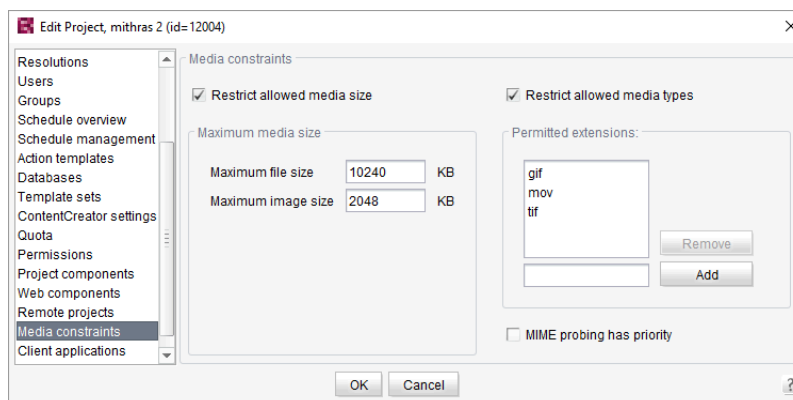 Edit Project, mithras 2 (id=12004)
Resolutions
Users
Groups
Schedule overview
Schedule management
Action templates
Databases
Template sets
ContentCreator settings
Quota
Permissions
Project components
Web components
Remote projects
Media constraints
Client applications
Media constraints
Restrict allowed media size
Restrict allowed media types
Maximum media size
Maximum file size 10240 KB
Maximum image size 2048 KB
Permitted extensions:
gif
mov
tif
Remove
Add
MIME probing has priority
OK Cancel
?